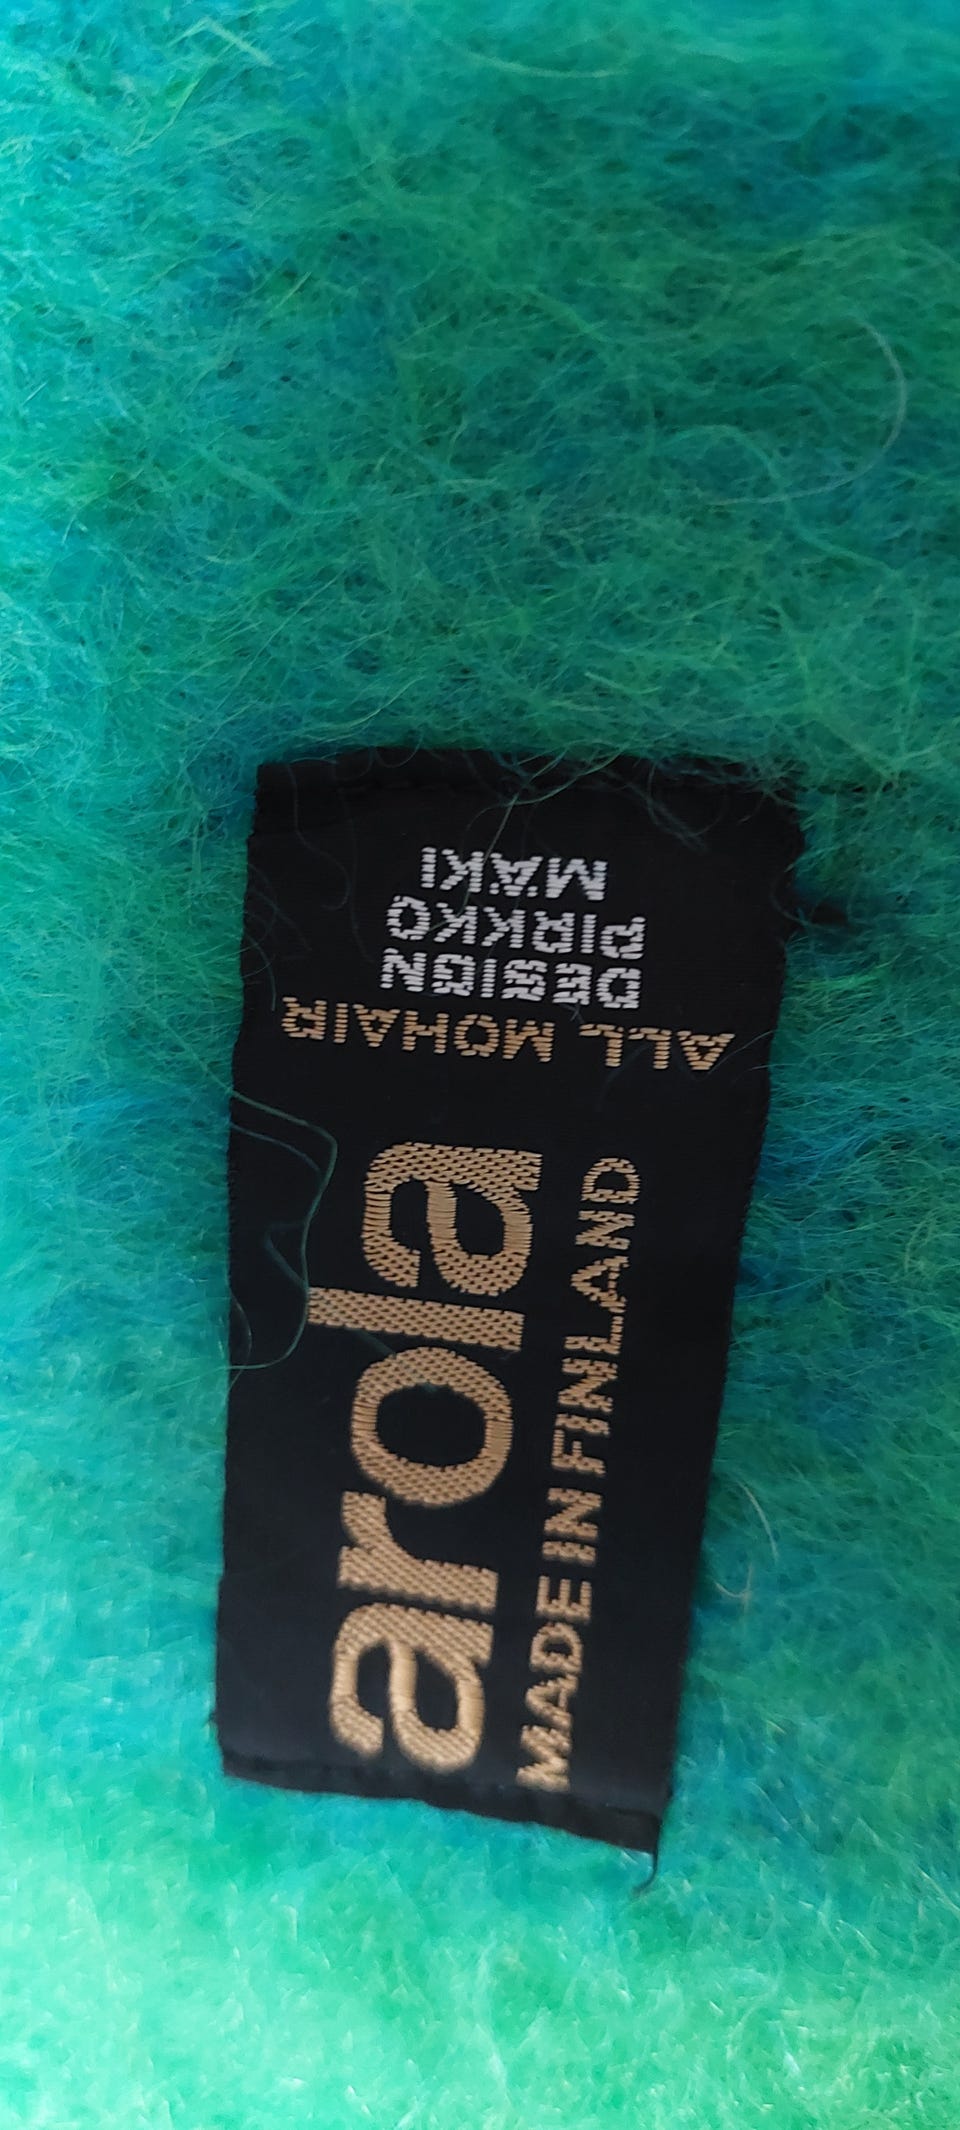 arola
MADE IN FINLAND
ALL MOHAIR
DESIGN
PIRKKO
MÄKI